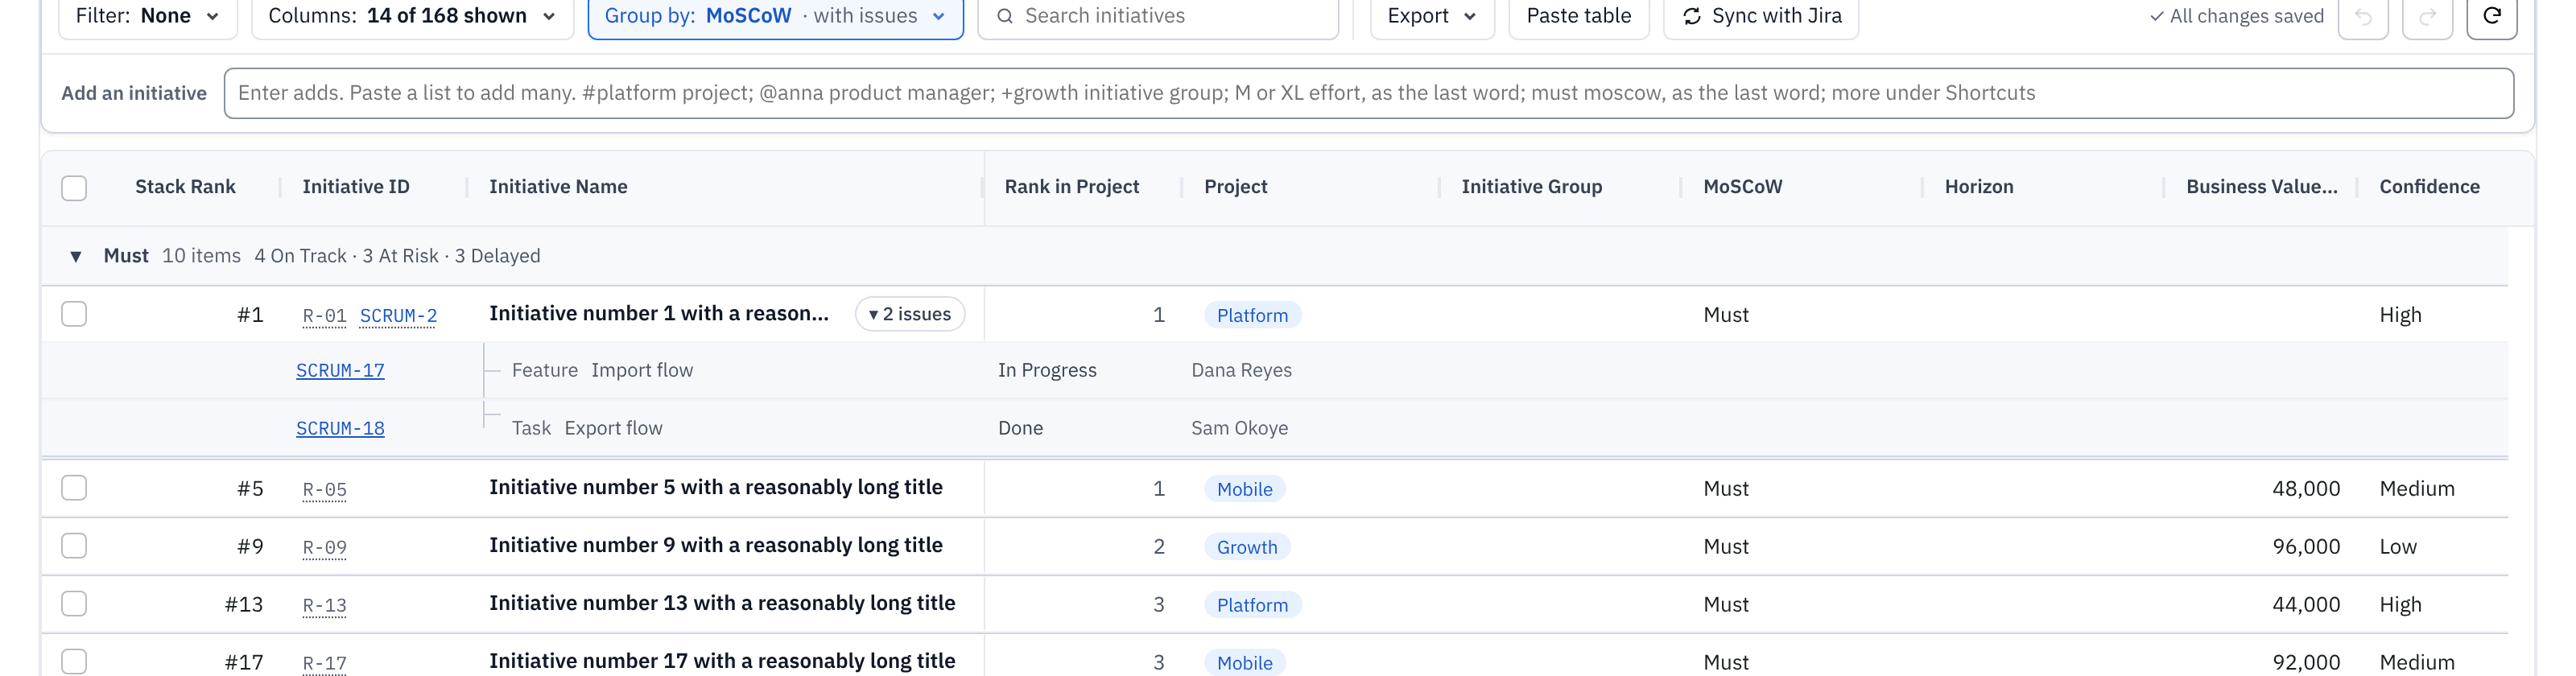 Filter: None
Columns: 14 of 168 shown
Group by: MoSCoW · with issues
Search initiatives
Export
Paste table
Sync with Jira
✓ All changes saved
Add an initiative
Enter adds. Paste a list to add many. #platform project; @anna product manager; +growth initiative group; M or XL effort, as the last word; must moscow, as the last word; more under Shortcuts
Stack Rank Initiative ID Initiative Name Rank in Project Project Initiative Group MoSCoW Horizon Business Value... Confidence
▼ Must 10 items 4 On Track · 3 At Risk · 3 Delayed
#1 R-01 SCRUM-2 Initiative number 1 with a reason... ▾ 2 issues 1 Platform Must High
SCRUM-17 Feature Import flow In Progress Dana Reyes
SCRUM-18 Task Export flow Done Sam Okoye
#5 R-05 Initiative number 5 with a reasonably long title 1 Mobile Must 48,000 Medium
#9 R-09 Initiative number 9 with a reasonably long title 2 Growth Must 96,000 Low
#13 R-13 Initiative number 13 with a reasonably long title 3 Platform Must 44,000 High
#17 R-17 Initiative number 17 with a reasonably long title 3 Mobile Must 92,000 Medium